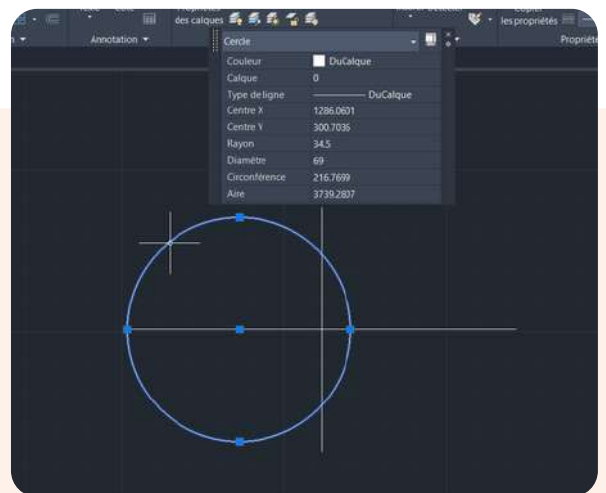 des calques
les propriétés
Annotation
Propriété
Cercle
Couleur DuCalque
Calque 0
Type de ligne DuCalque
Centre X 1286.0601
Centre Y 300.7036
Rayon 34.5
Diamètre 69
Circonférence 216.7699
Aire 3739.2807